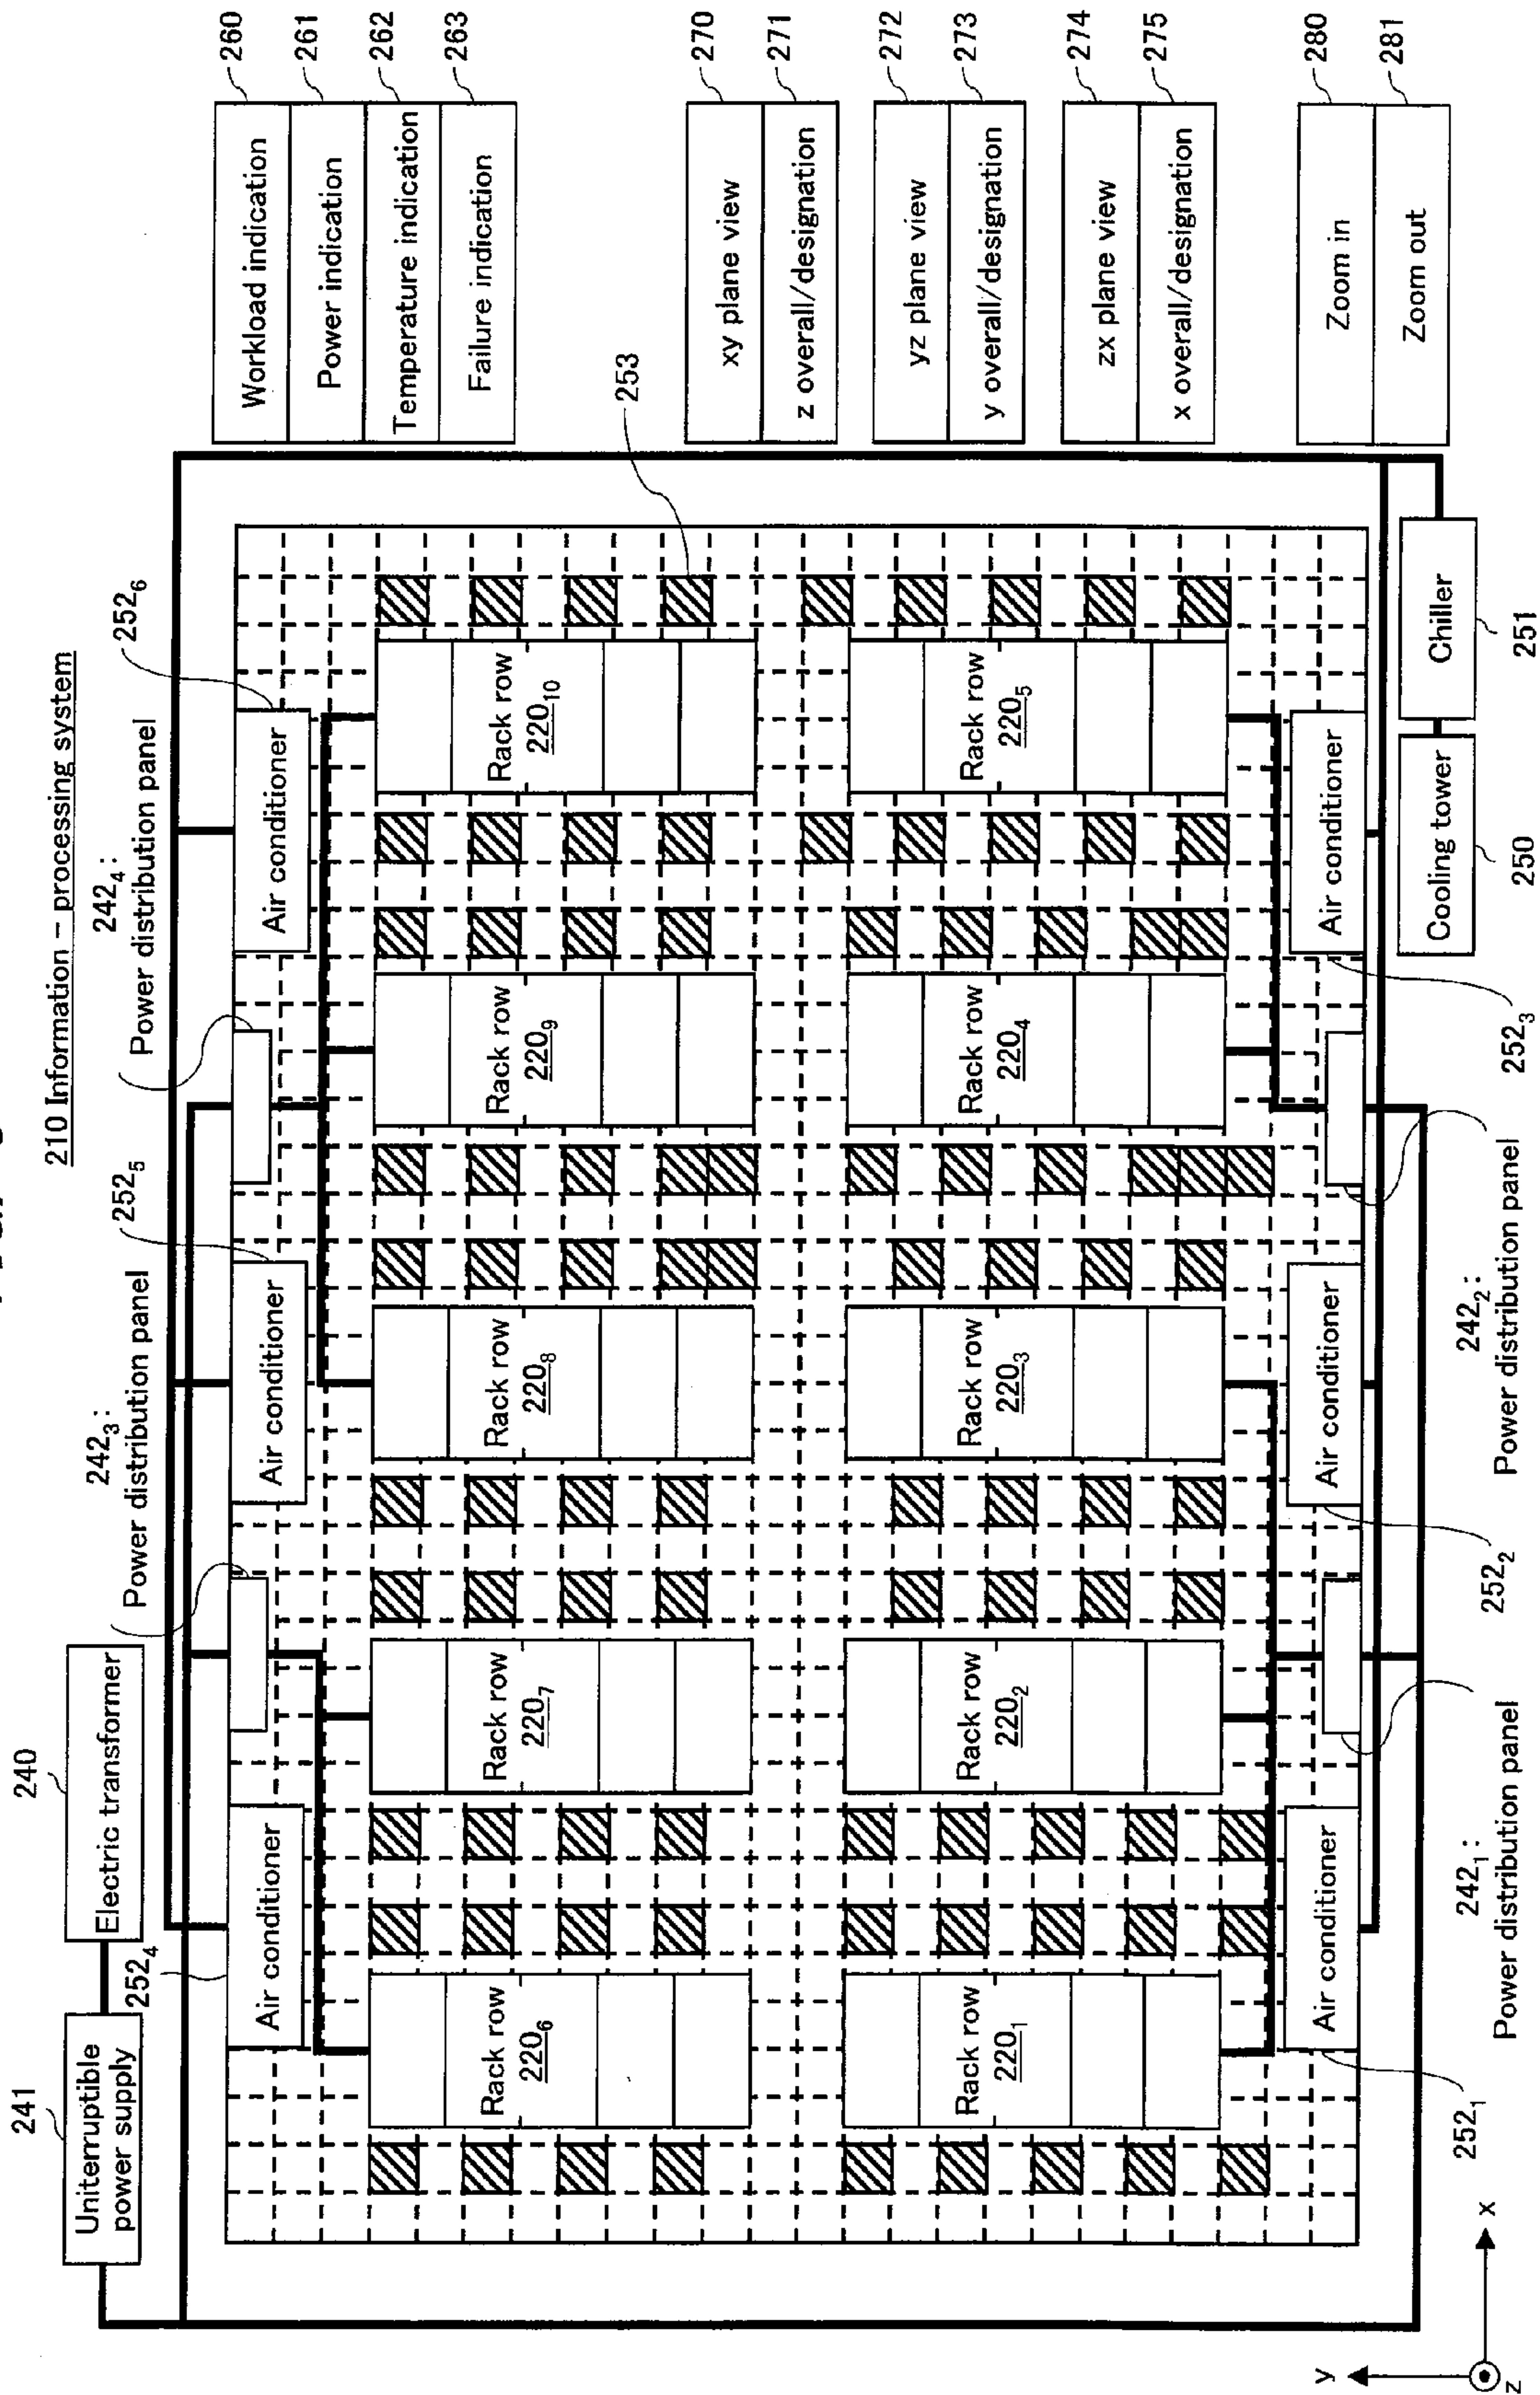 210 Information – processing system
241
Uniterruptible
power supply
240
Electric transformer
242₃:
Power distribution panel
242₄:
Power distribution panel
252₄
252₅
252₆
Air conditioner
Air conditioner
Air conditioner
253
Rack row
220₆
Rack row
220₇
Rack row
220₈
Rack row
220₉
Rack row
220₁₀
Rack row
220₁
Rack row
220₂
Rack row
220₃
Rack row
220₄
Rack row
220₅
Air conditioner
Air conditioner
Air conditioner
252₁
252₂
252₃
242₁:
Power distribution panel
242₂:
Power distribution panel
Cooling tower
250
Chiller
251
Workload indication
260
Power indication
261
Temperature indication
262
Failure indication
263
xy plane view
270
z overall/designation
271
yz plane view
272
y overall/designation
273
zx plane view
274
x overall/designation
275
Zoom in
280
Zoom out
281
y
x
z